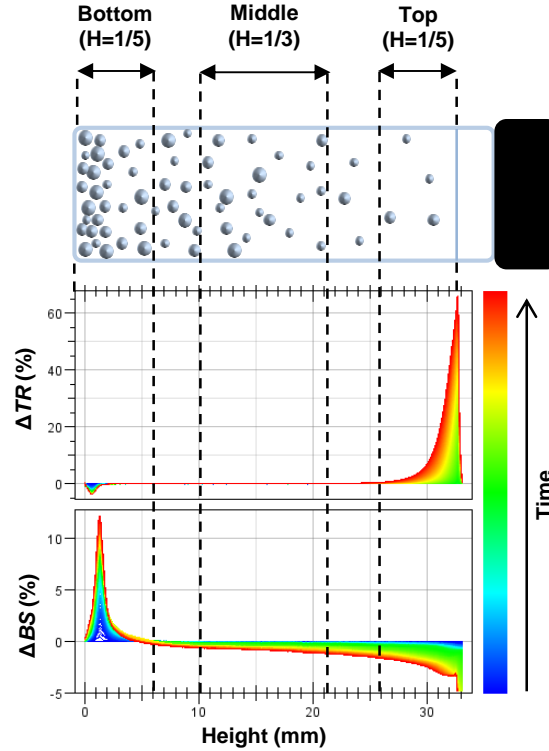 Bottom
(H=1/5)
Middle
(H=1/3)
Top
(H=1/5)
60
40
20
0
ΔTR (%)
10
5
0
-5
ΔBS (%)
0
10
20
30
Height (mm)
Time